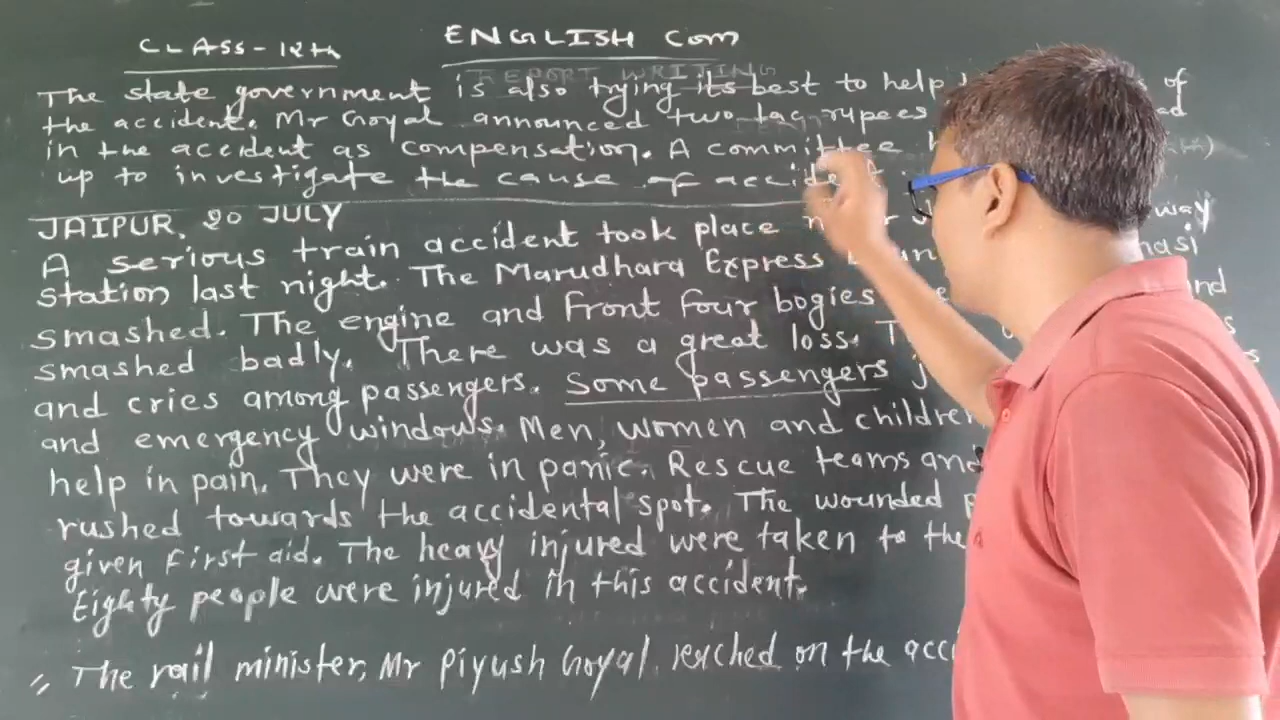 CLASS-12th ENGLISH Com
REPORT WRITING
The state government is also trying its best to help of
the accident. Mr Goyal announced two lac rupees
in the accident as compensation. A committee
up to investigate the cause of accident.
JAIPUR, 20 JULY
A serious train accident took place way
station last night. The Marudhara Express
smashed. The engine and front four bogies
smashed badly. There was a great loss.
and cries among passengers. Some passengers
and emergency windows. Men, women and children
help in pain. They were in panic. Rescue teams and
rushed towards the accidental spot. The wounded
given first aid. The heavy injured were taken to the
Eighty people were injured in this accident.
The rail minister, Mr Piyush Goyal reached on the